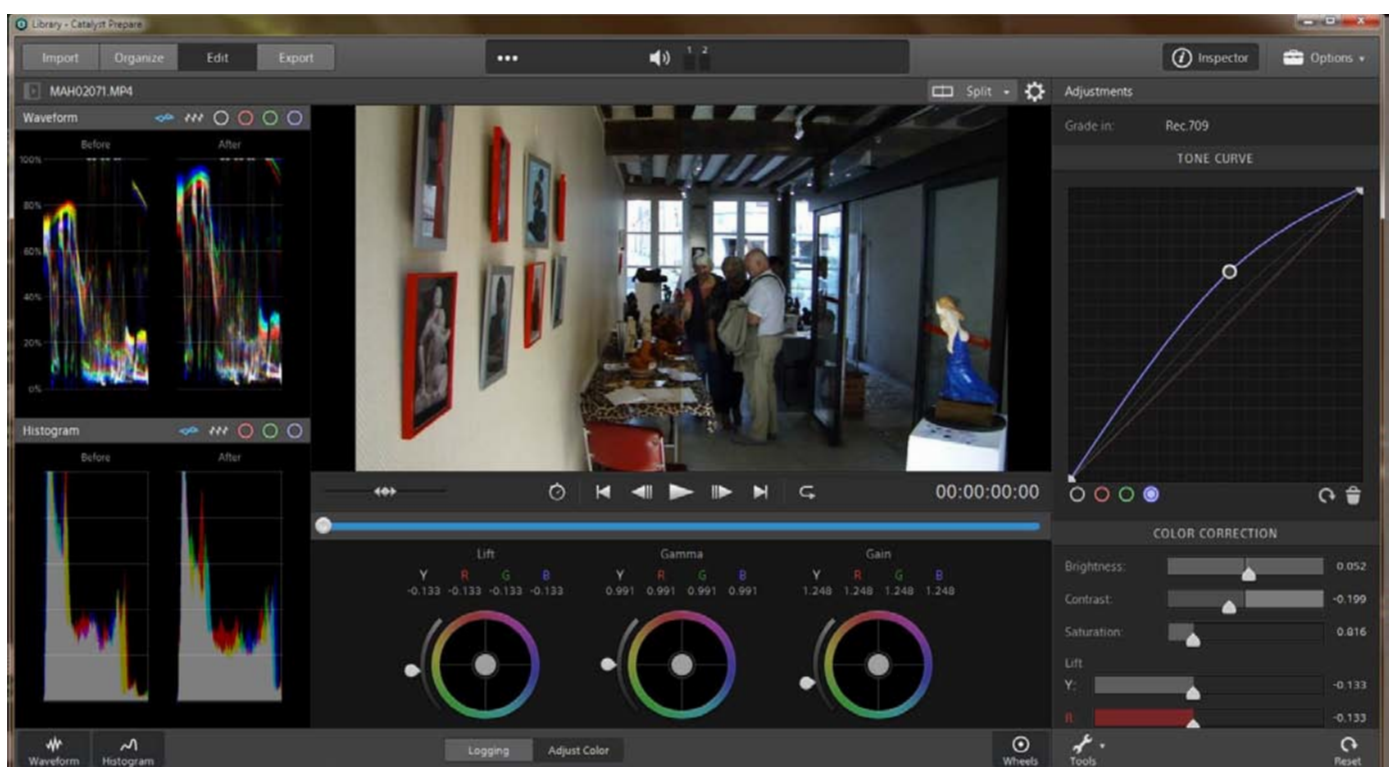 Library - Catalyst Prepare
Import Organize Edit Export
1 2
Inspector
Options
MAH02071.MP4
Split
Adjustments
Waveform
Before After
100%
80%
60%
40%
20%
0%
Histogram
Before After
00:00:00:00
Lift
Y R G B
-0.133 -0.133 -0.133 -0.133
Gamma
Y R G B
0.991 0.991 0.991 0.991
Gain
Y R G B
1.248 1.248 1.248 1.248
Grade in: Rec.709
TONE CURVE
COLOR CORRECTION
Brightness: 0.052
Contrast: -0.199
Saturation: 0.816
Lift
Y: -0.133
R: -0.133
Waveform Histogram
Logging Adjust Color
Wheels
Tools
Reset